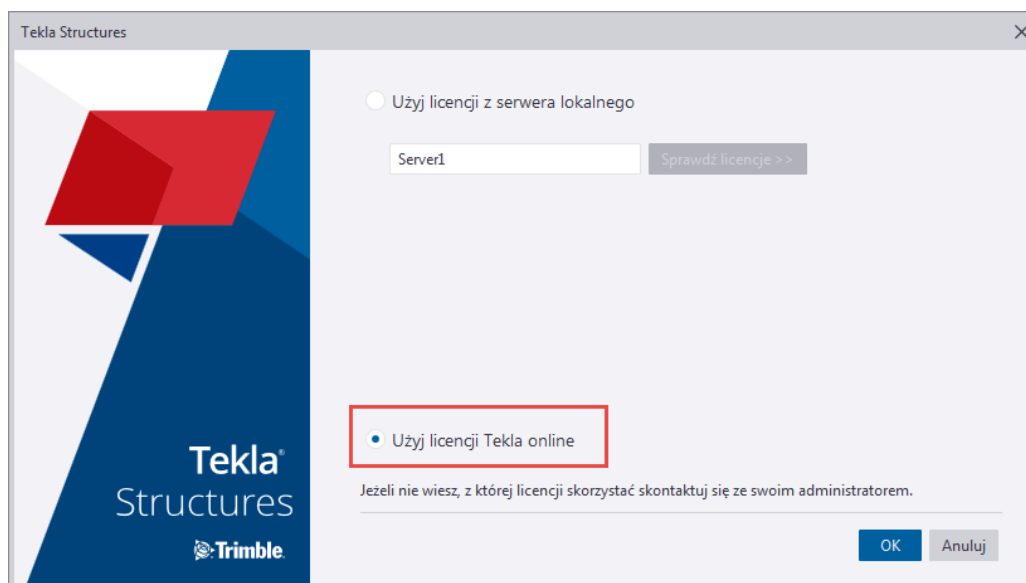 Tekla Structures
Użyj licencji z serwera lokalnego
Server1
Sprawdź licencje >>
Użyj licencji Tekla online
Jeżeli nie wiesz, z której licencji skorzystać skontaktuj się ze swoim administratorem.
Tekla®
Structures
Trimble.
OK
Anuluj